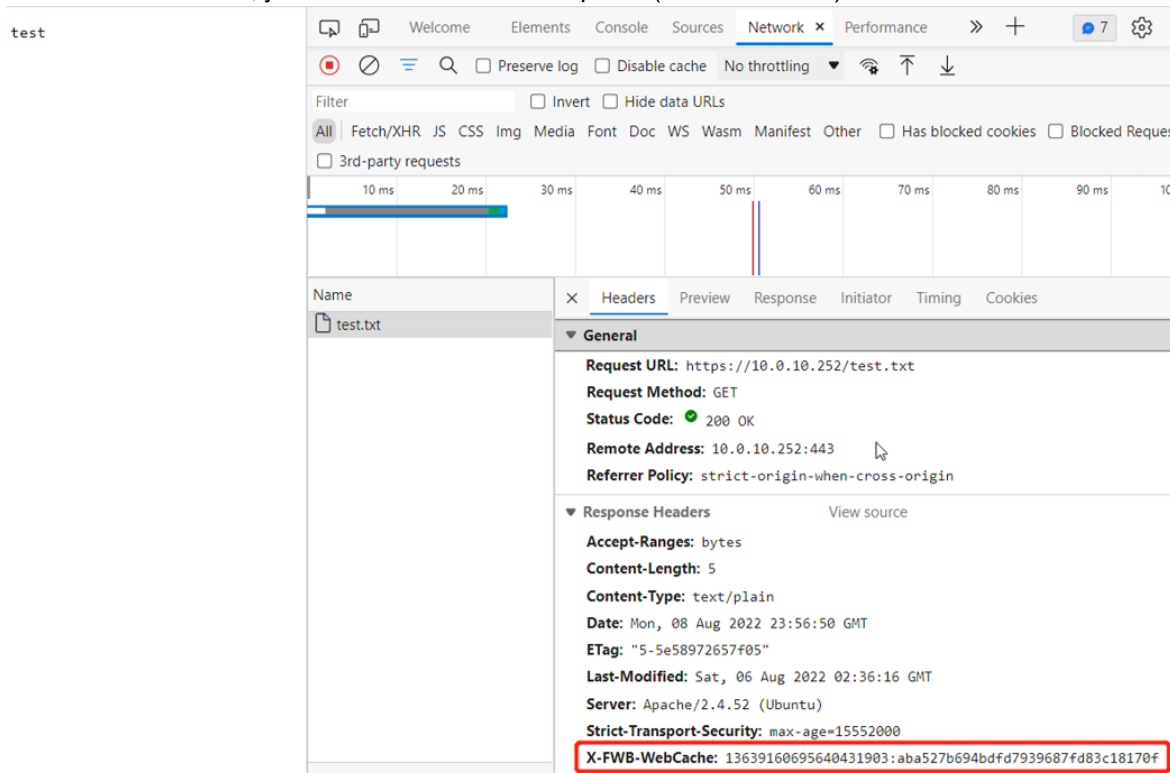 test
Welcome Elements Console Sources Network × Performance » + 7
Preserve log Disable cache No throttling
Filter Invert Hide data URLs
All Fetch/XHR JS CSS Img Media Font Doc WS Wasm Manifest Other Has blocked cookies Blocked Reques
3rd-party requests
10 ms 20 ms 30 ms 40 ms 50 ms 60 ms 70 ms 80 ms 90 ms 10
Name
test.txt
× Headers Preview Response Initiator Timing Cookies
General
Request URL: https://10.0.10.252/test.txt
Request Method: GET
Status Code: 200 OK
Remote Address: 10.0.10.252:443
Referrer Policy: strict-origin-when-cross-origin
Response Headers View source
Accept-Ranges: bytes
Content-Length: 5
Content-Type: text/plain
Date: Mon, 08 Aug 2022 23:56:50 GMT
ETag: "5-5e58972657f05"
Last-Modified: Sat, 06 Aug 2022 02:36:16 GMT
Server: Apache/2.4.52 (Ubuntu)
Strict-Transport-Security: max-age=15552000
X-FWB-WebCache: 13639160695640431903:aba527b694bdfd7939687fd83c18170f